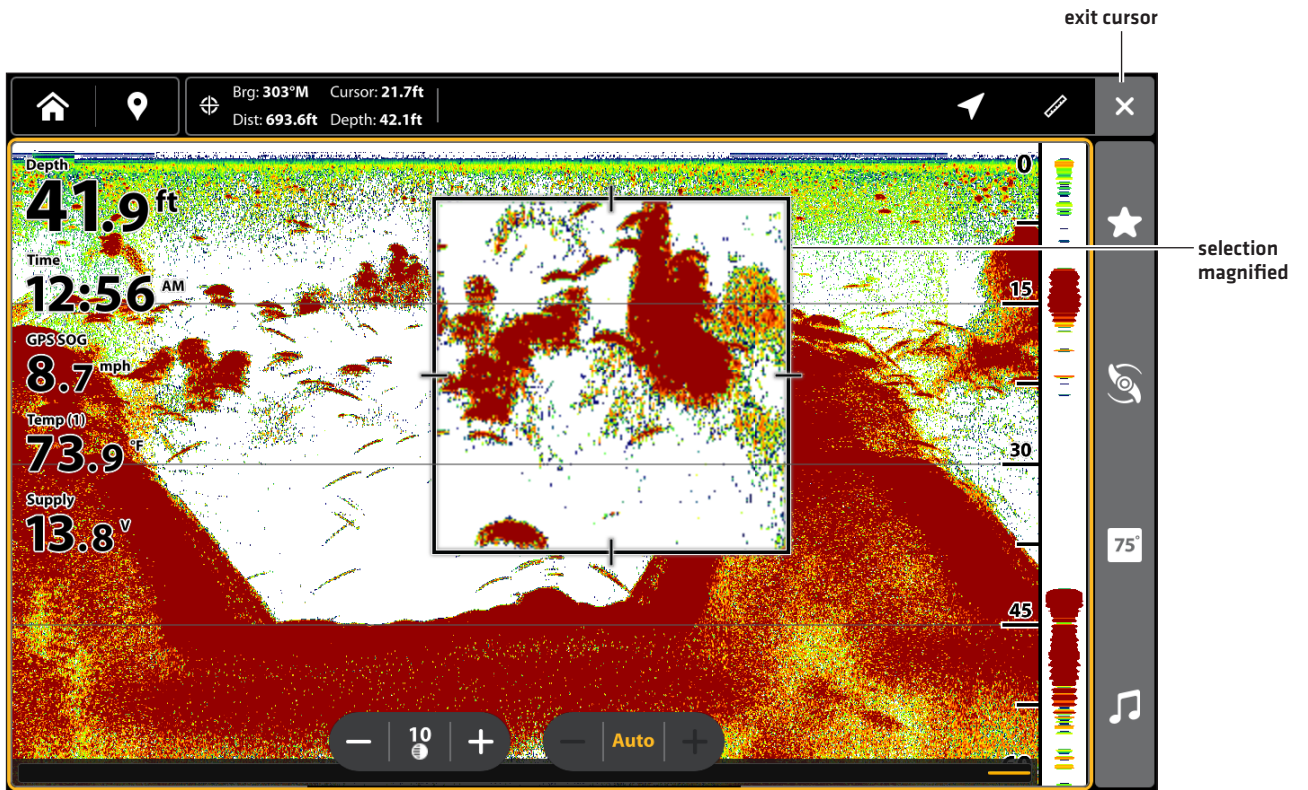 exit cursor
Brg: 303°M Cursor: 21.7ft
Dist: 693.6ft Depth: 42.1ft
Depth
41.9 ft
Time
12:56 AM
GPS SOG
8.7 mph
Temp (1)
73.9 °F
Supply
13.8 V
0
15
30
45
60
selection
magnified
75°
10
Auto